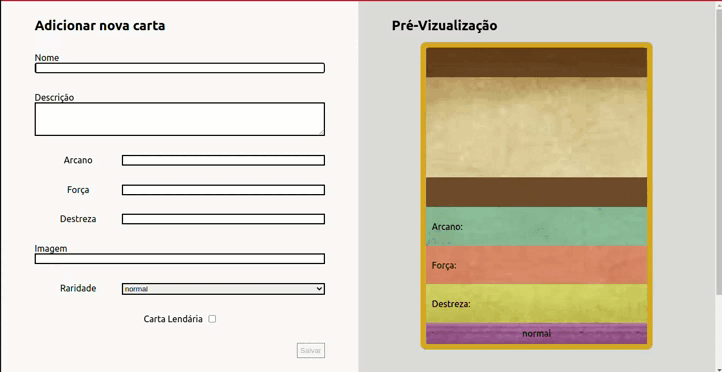 Adicionar nova carta
Nome
Descrição
Arcano
Força
Destreza
Imagem
Raridade
normal
Carta Lendária
Salvar
Pré-Vizualização
Arcano:
Força:
Destreza:
normal